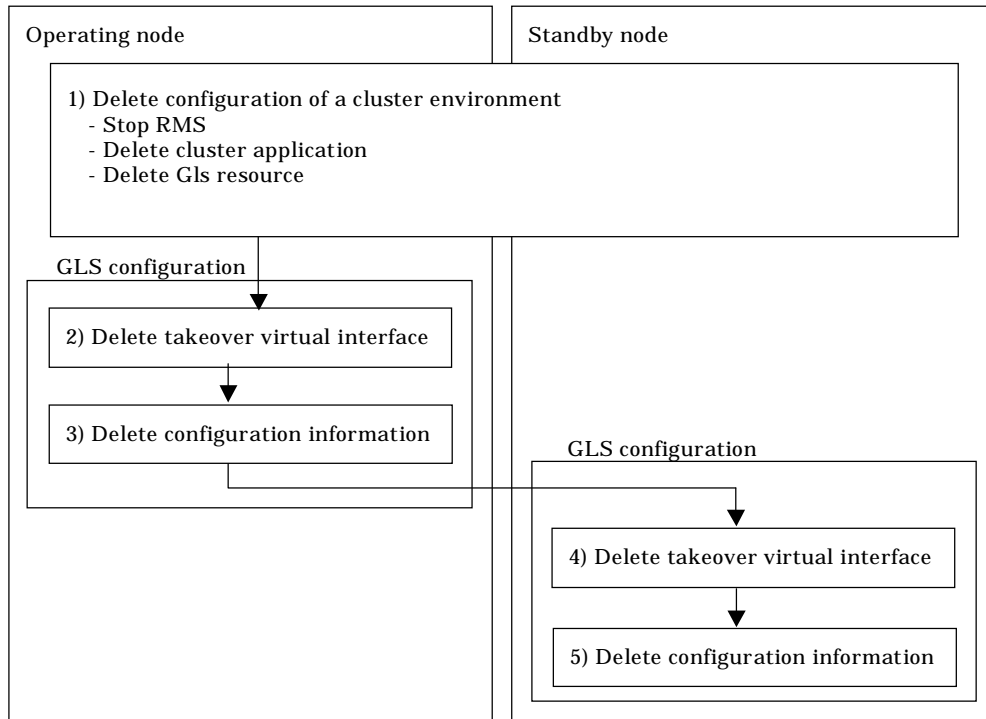 Operating node
Standby node
1) Delete configuration of a cluster environment
- Stop RMS
- Delete cluster application
- Delete Gls resource
GLS configuration
2) Delete takeover virtual interface
3) Delete configuration information
GLS configuration
4) Delete takeover virtual interface
5) Delete configuration information